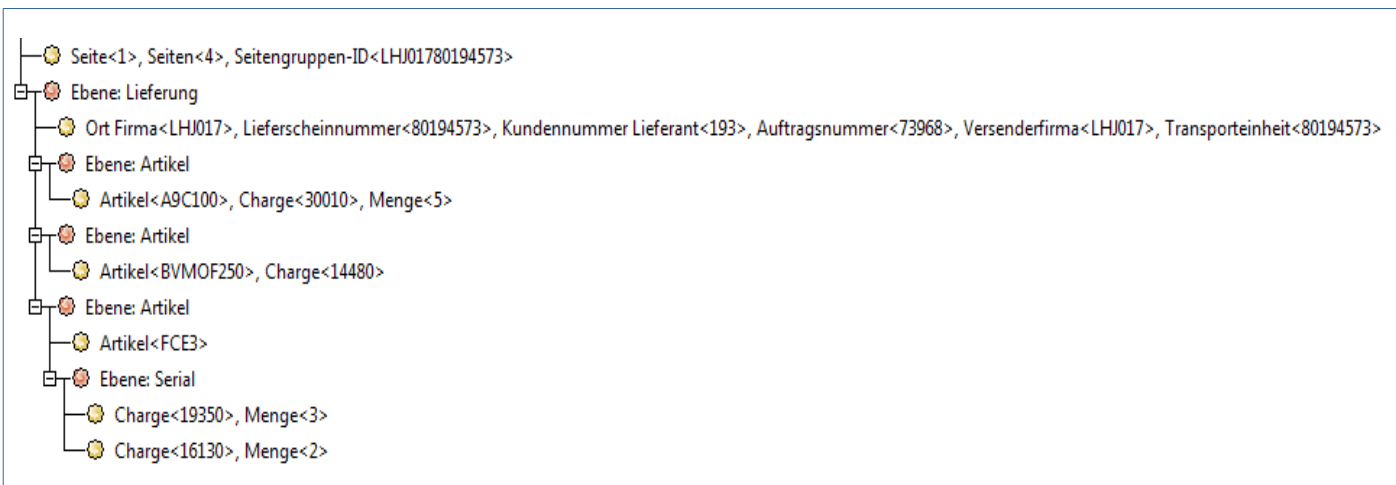 Seite<1>, Seiten<4>, Seitengruppen-ID<LHJ01780194573>
Ebene: Lieferung
Ort Firma<LHJ017>, Lieferscheinnummer<80194573>, Kundennummer Lieferant<193>, Auftragsnummer<73968>, Versenderfirma<LHJ017>, Transporteinheit<80194573>
Ebene: Artikel
Artikel<A9C100>, Charge<30010>, Menge<5>
Ebene: Artikel
Artikel<BVMOF250>, Charge<14480>
Ebene: Artikel
Artikel<FCE3>
Ebene: Serial
Charge<19350>, Menge<3>
Charge<16130>, Menge<2>